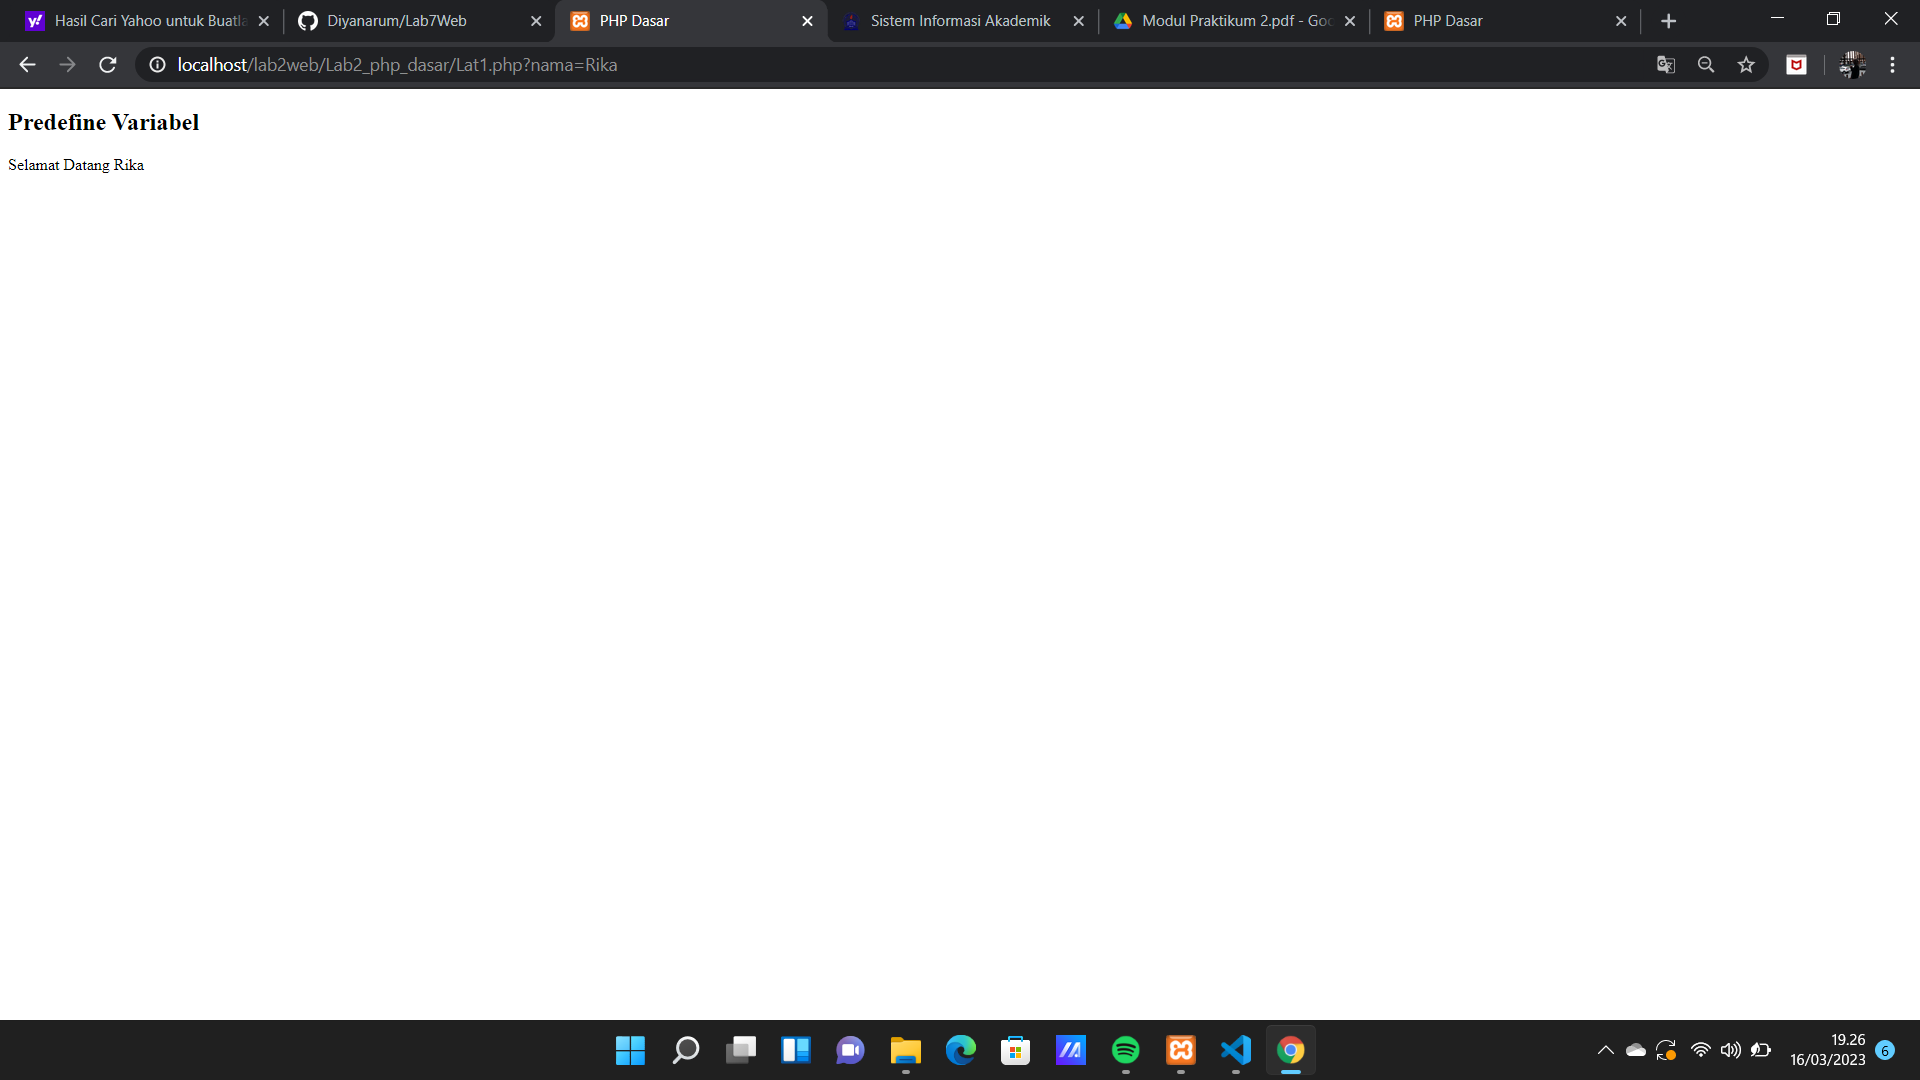 Hasil Cari Yahoo untuk Buatla
Diyanarum/Lab7Web
PHP Dasar
Sistem Informasi Akademik
Modul Praktikum 2.pdf - Goo
PHP Dasar
localhost/lab2web/Lab2_php_dasar/Lat1.php?nama=Rika
Predefine Variabel
Selamat Datang Rika
19.26
16/03/2023
6